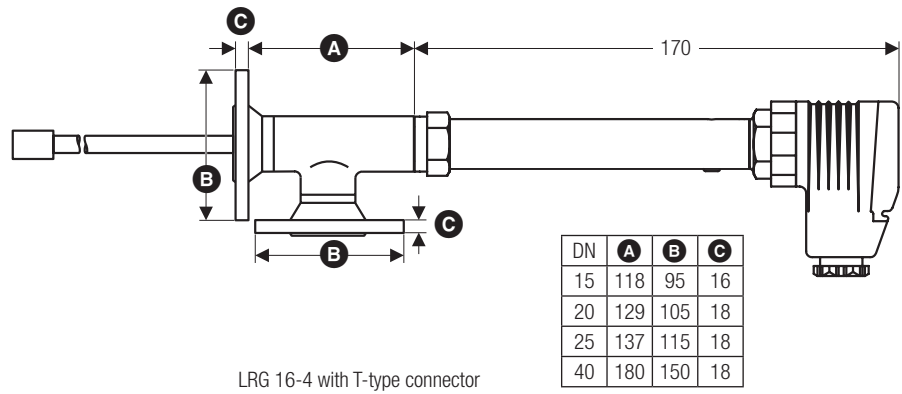 C
A
170
B
C
B
DN A B C
15 118 95 16
20 129 105 18
25 137 115 18
40 180 150 18
LRG 16-4 with T-type connector